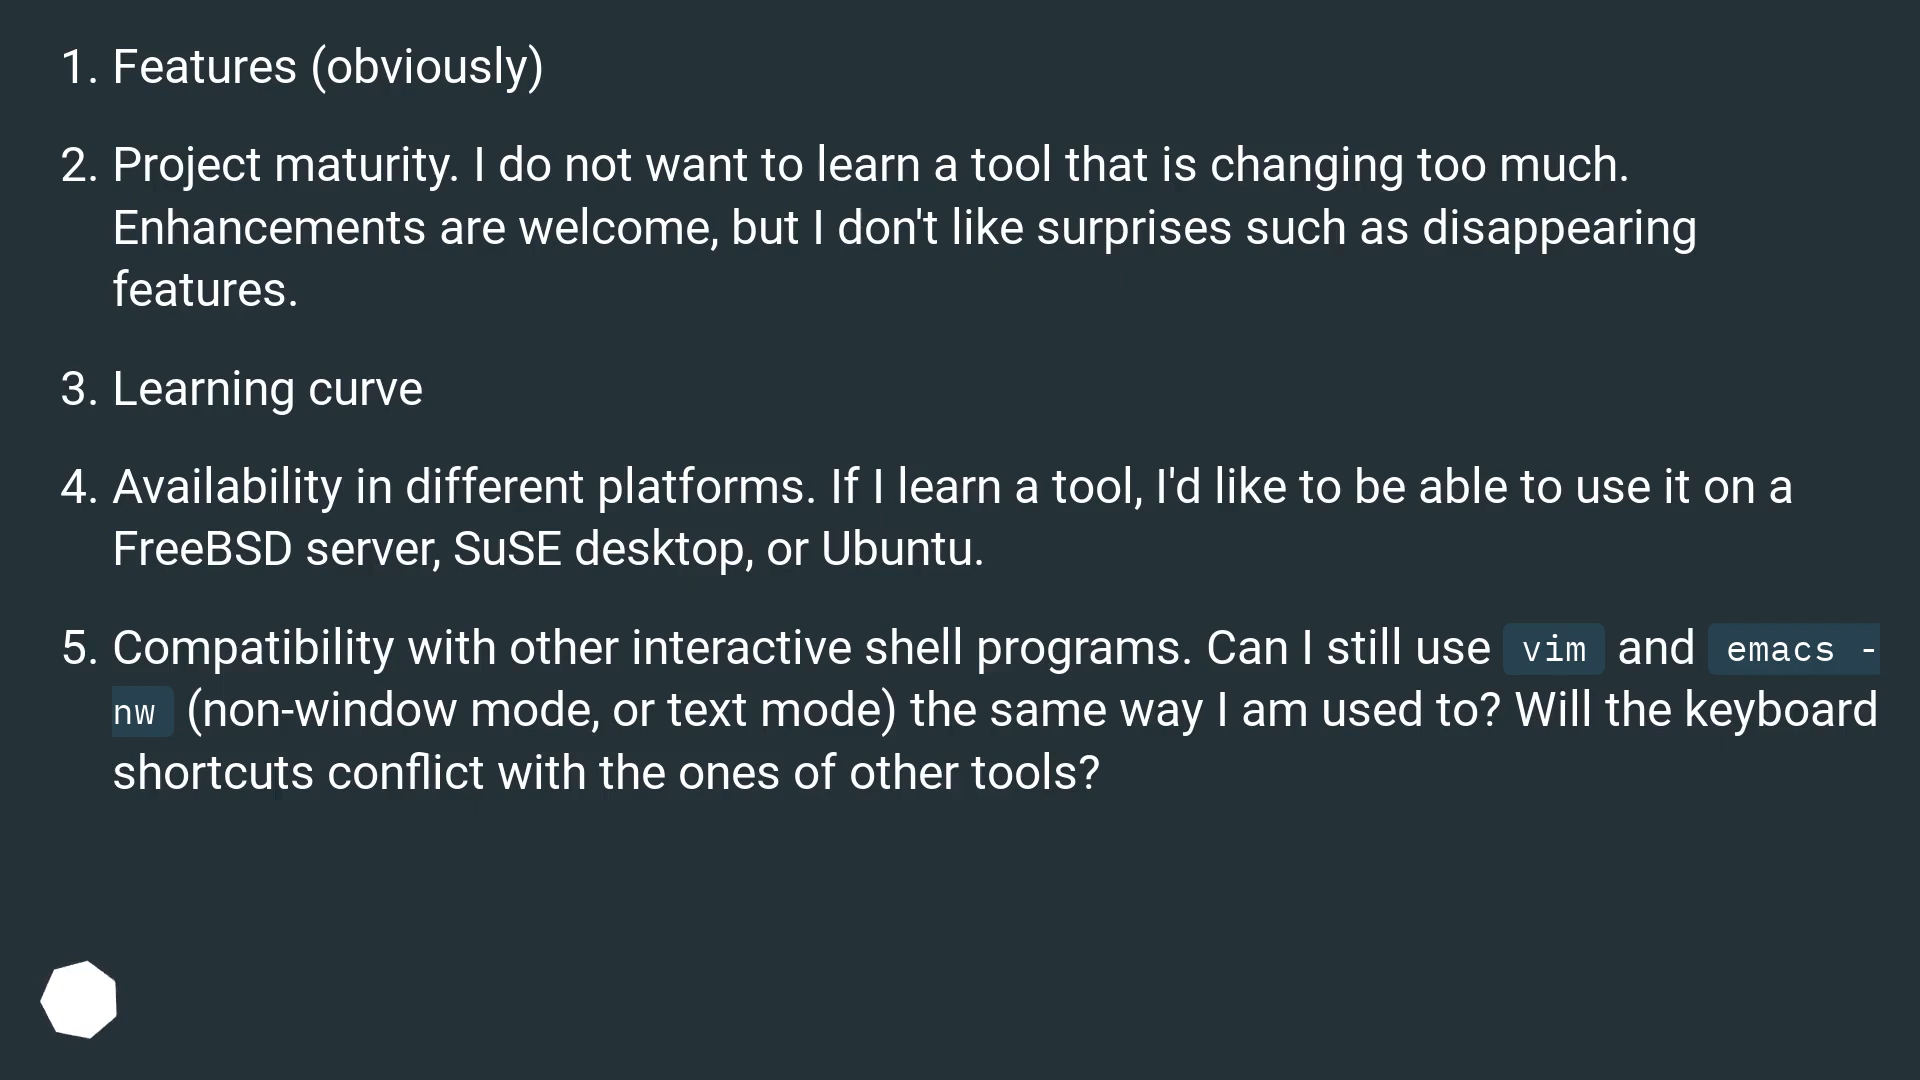 1. Features (obviously)
2. Project maturity. I do not want to learn a tool that is changing too much.
Enhancements are welcome, but I don't like surprises such as disappearing
features.
3. Learning curve
4. Availability in different platforms. If I learn a tool, I'd like to be able to use it on a
FreeBSD server, SuSE desktop, or Ubuntu.
5. Compatibility with other interactive shell programs. Can I still use vim and emacs -
nw (non-window mode, or text mode) the same way I am used to? Will the keyboard
shortcuts conflict with the ones of other tools?